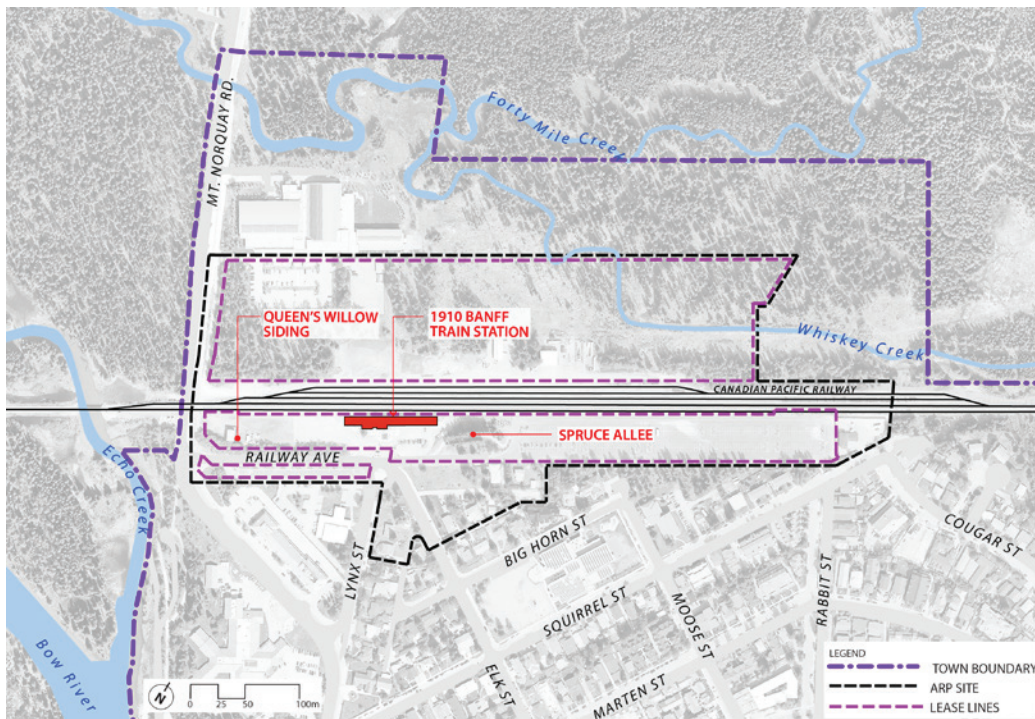 MT. NORQUAY RD.
Forty Mile Creek
QUEEN'S WILLOW
SIDING
1910 BANFF
TRAIN STATION
Whiskey Creek
CANADIAN PACIFIC RAILWAY
SPRUCE ALLEE
RAILWAY AVE
Echo Creek
Bow River
LYNX ST
BIG HORN ST
SQUIRREL ST
ELK ST
MOOSE ST
MARTEN ST
RABBIT ST
COUGAR ST
N
0 25 50 100m
LEGEND
TOWN BOUNDARY
ARP SITE
LEASE LINES